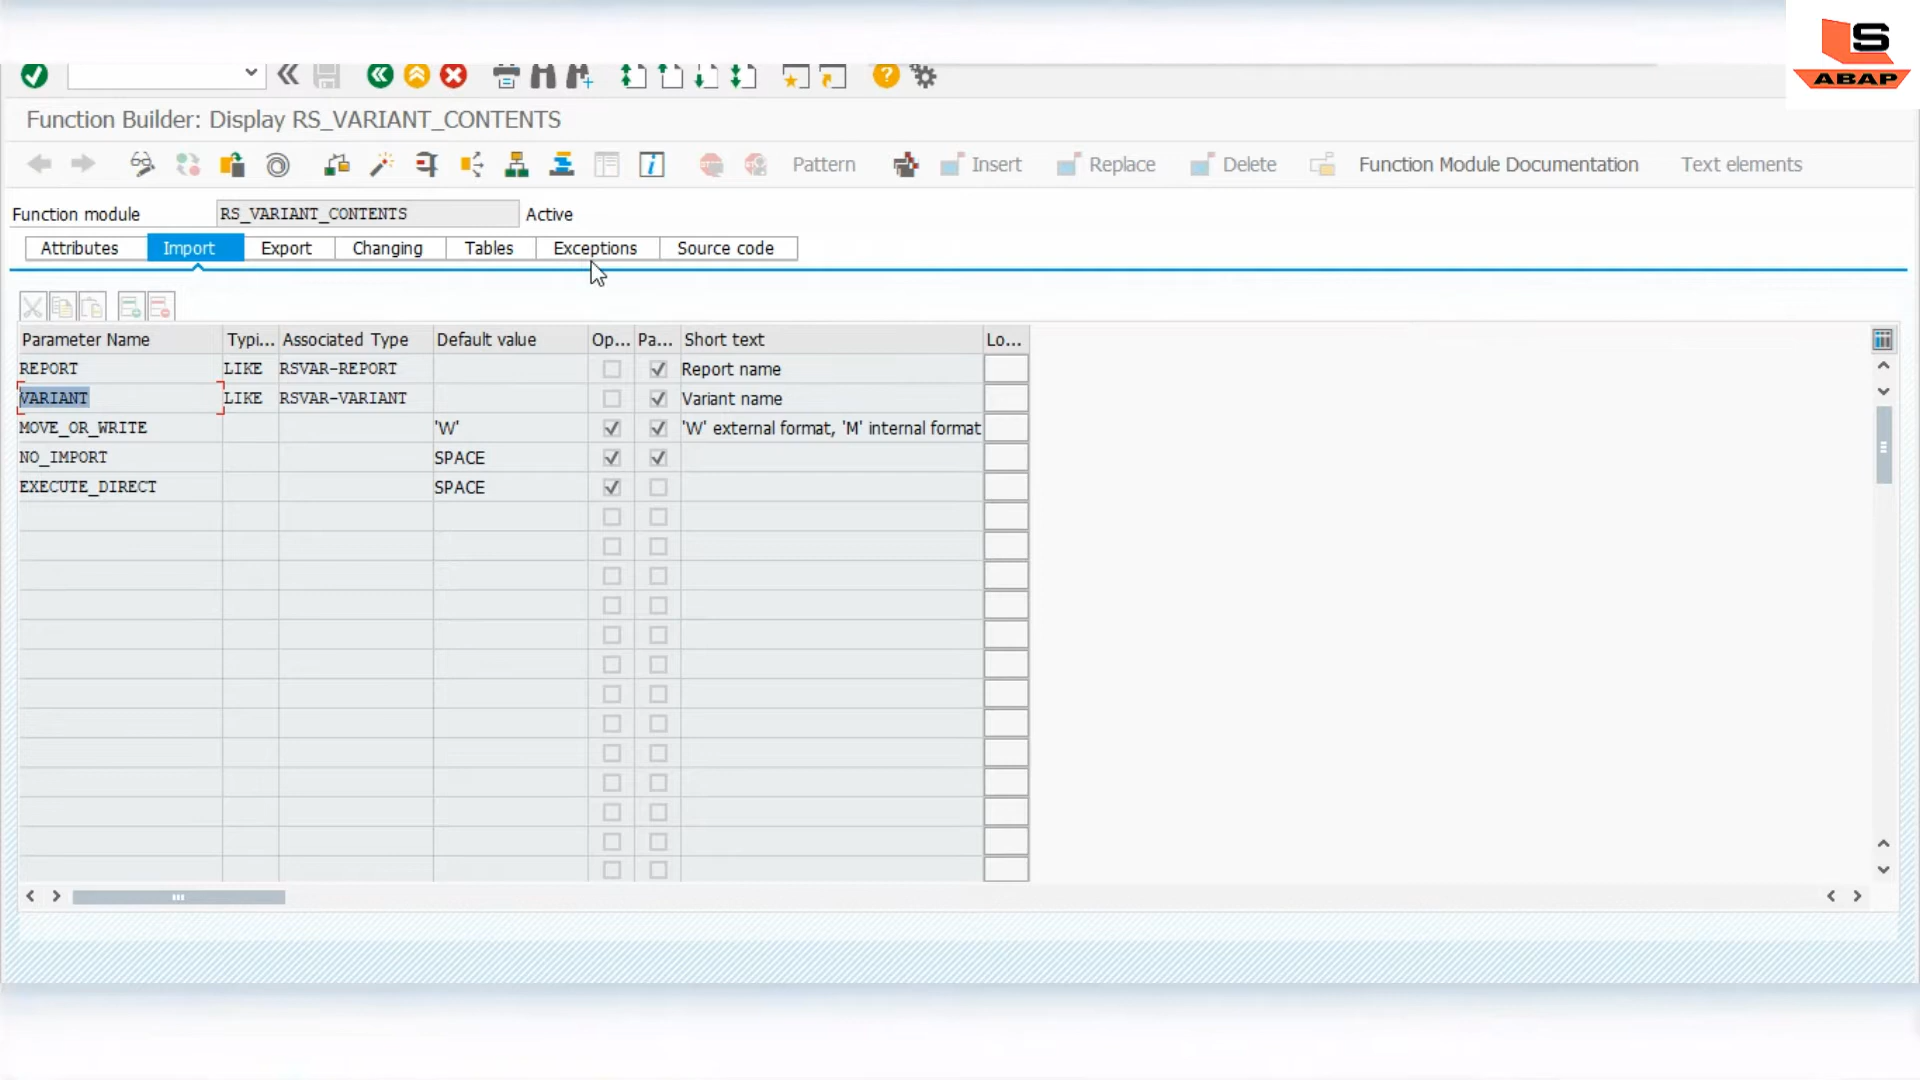 S
ABAP
Function Builder: Display RS_VARIANT_CONTENTS
Pattern Insert Replace Delete Function Module Documentation Text elements
Function module RS_VARIANT_CONTENTS Active
Attributes Import Export Changing Tables Exceptions Source code
Parameter Name Typi... Associated Type Default value Op... Pa... Short text Lo...
REPORT LIKE RSVAR-REPORT Report name
VARIANT LIKE RSVAR-VARIANT Variant name
MOVE_OR_WRITE 'W' 'W' external format, 'M' internal format
NO_IMPORT SPACE
EXECUTE_DIRECT SPACE